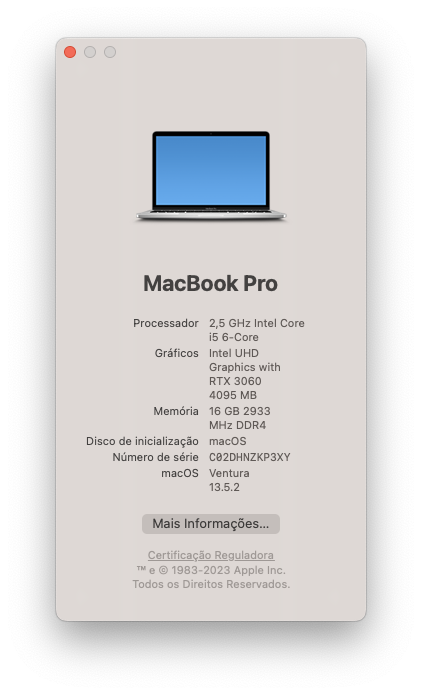 MacBook Pro
Processador 2,5 GHz Intel Core
i5 6-Core
Gráficos Intel UHD
Graphics with
RTX 3060
4095 MB
Memória 16 GB 2933
MHz DDR4
Disco de inicialização macOS
Número de série C02DHNZKP3XY
macOS Ventura
13.5.2
Mais Informações...
Certificação Reguladora
™ e © 1983-2023 Apple Inc.
Todos os Direitos Reservados.